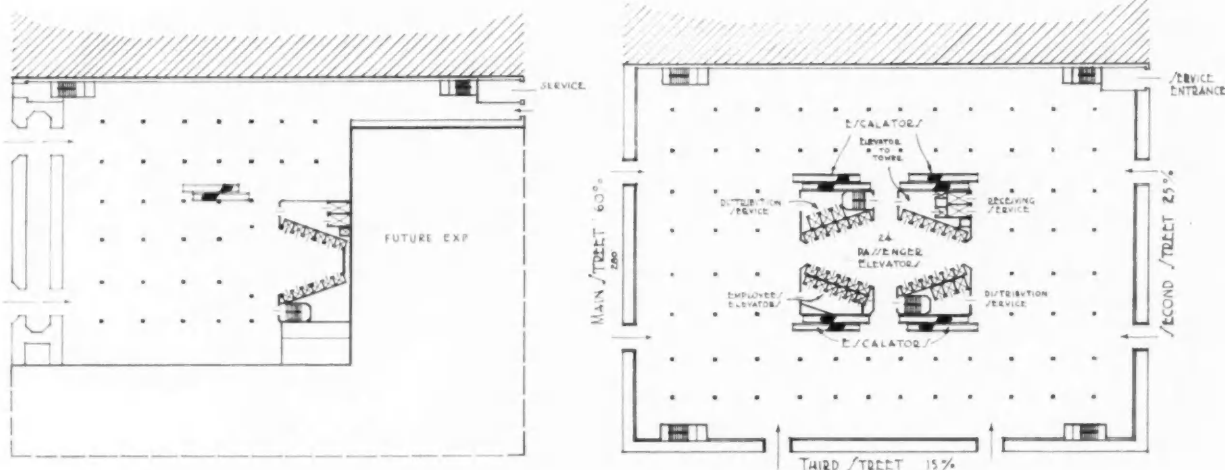 SERVICE
FUTURE EXP
MAIN STREET 60%
280
ESCALATORS
ELEVATOR
TO
TOWER
DISTRIBUTION
SERVICE
RECEIVING
SERVICE
24
PASSENGER
ELEVATORS
EMPLOYEES
ELEVATORS
DISTRIBUTION
SERVICE
ESCALATORS
SERVICE
ENTRANCE
SECOND STREET 25%
THIRD STREET 15%